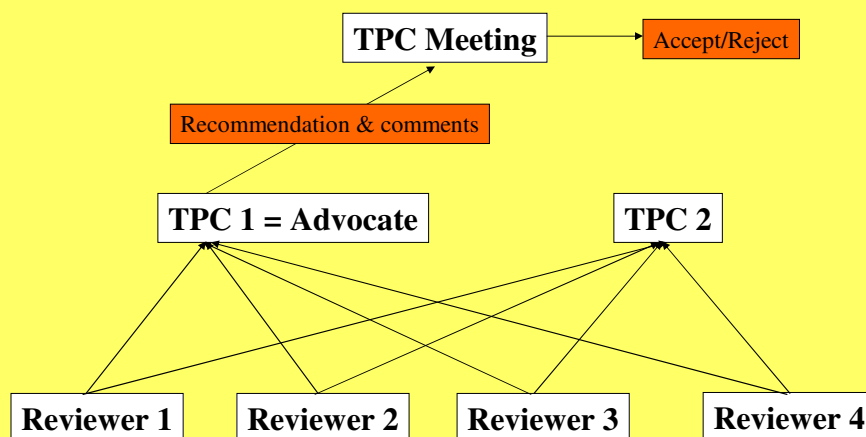 TPC Meeting
Accept/Reject
Recommendation & comments
TPC 1 = Advocate
TPC 2
Reviewer 1
Reviewer 2
Reviewer 3
Reviewer 4